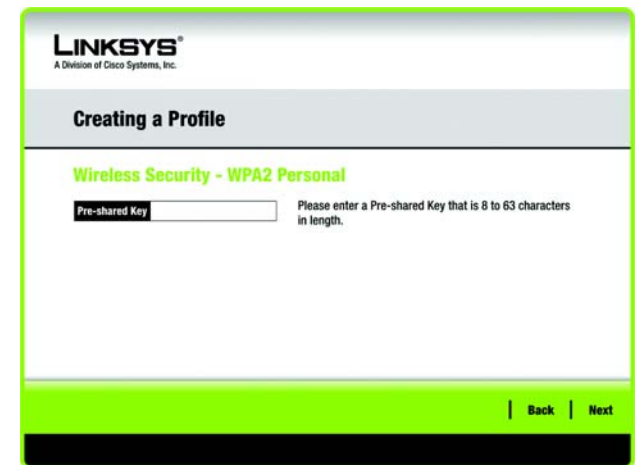 LINKSYS®
A Division of Cisco Systems, Inc.
Creating a Profile
Wireless Security - WPA2 Personal
Pre-shared Key
Please enter a Pre-shared Key that is 8 to 63 characters
in length.
Back
Next